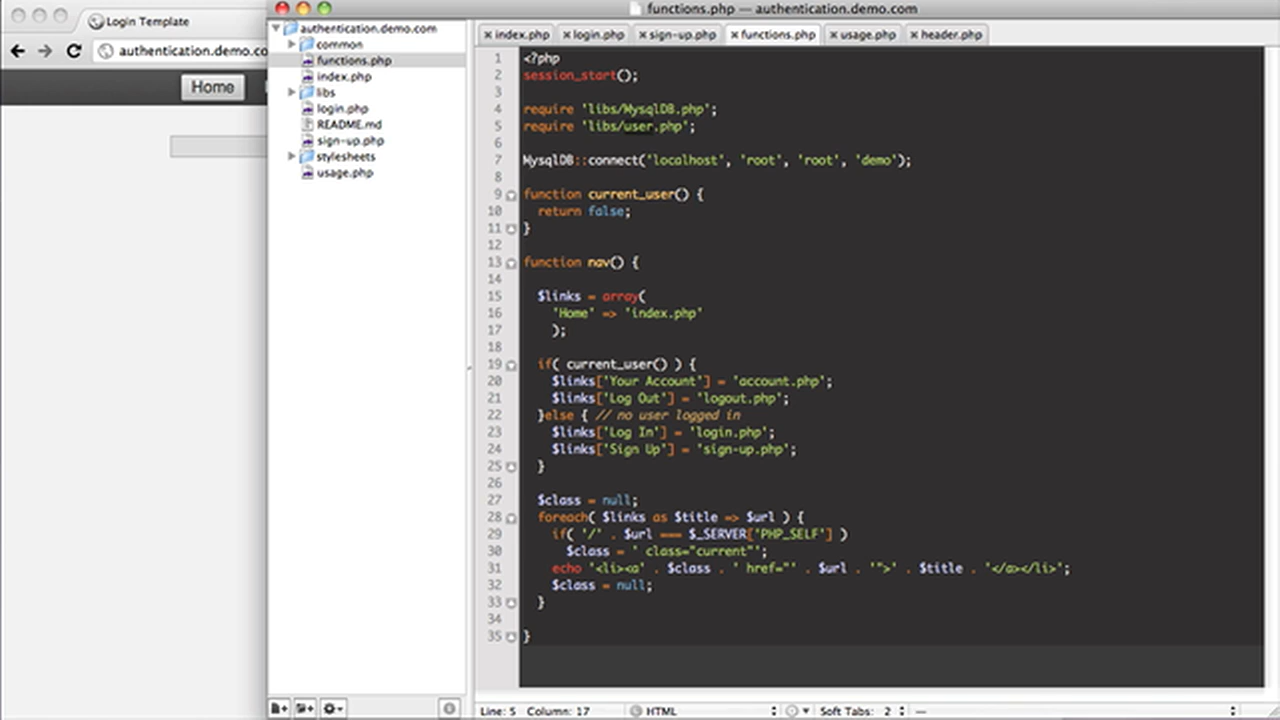 functions.php — authentication.demo.com
Login Template
authentication.demo.co
Home
authentication.demo.com
common
functions.php
index.php
libs
login.php
README.md
sign-up.php
stylesheets
usage.php
index.php login.php sign-up.php functions.php usage.php header.php
1 <?php
2 session_start();
3
4 require 'libs/MysqlDB.php';
5 require 'libs/user.php';
6
7 MysqlDB::connect('localhost', 'root', 'root', 'demo');
8
9 function current_user() {
10 return false;
11 }
12
13 function nav() {
14
15 $links = array(
16 'Home' => 'index.php'
17 );
18
19 if( current_user() ) {
20 $links['Your Account'] = 'account.php';
21 $links['Log Out'] = 'logout.php';
22 }else { // no user logged in
23 $links['Log In'] = 'login.php';
24 $links['Sign Up'] = 'sign-up.php';
25 }
26
27 $class = null;
28 foreach( $links as $title => $url ) {
29 if( '/' . $url === $_SERVER['PHP_SELF'] )
30 $class = ' class="current"';
31 echo '<li><a' . $class . ' href="' . $url . '">' . $title . '</a></li>';
32 $class = null;
33 }
34
35 }
Line: 5 Column: 17 HTML Soft Tabs: 2 —